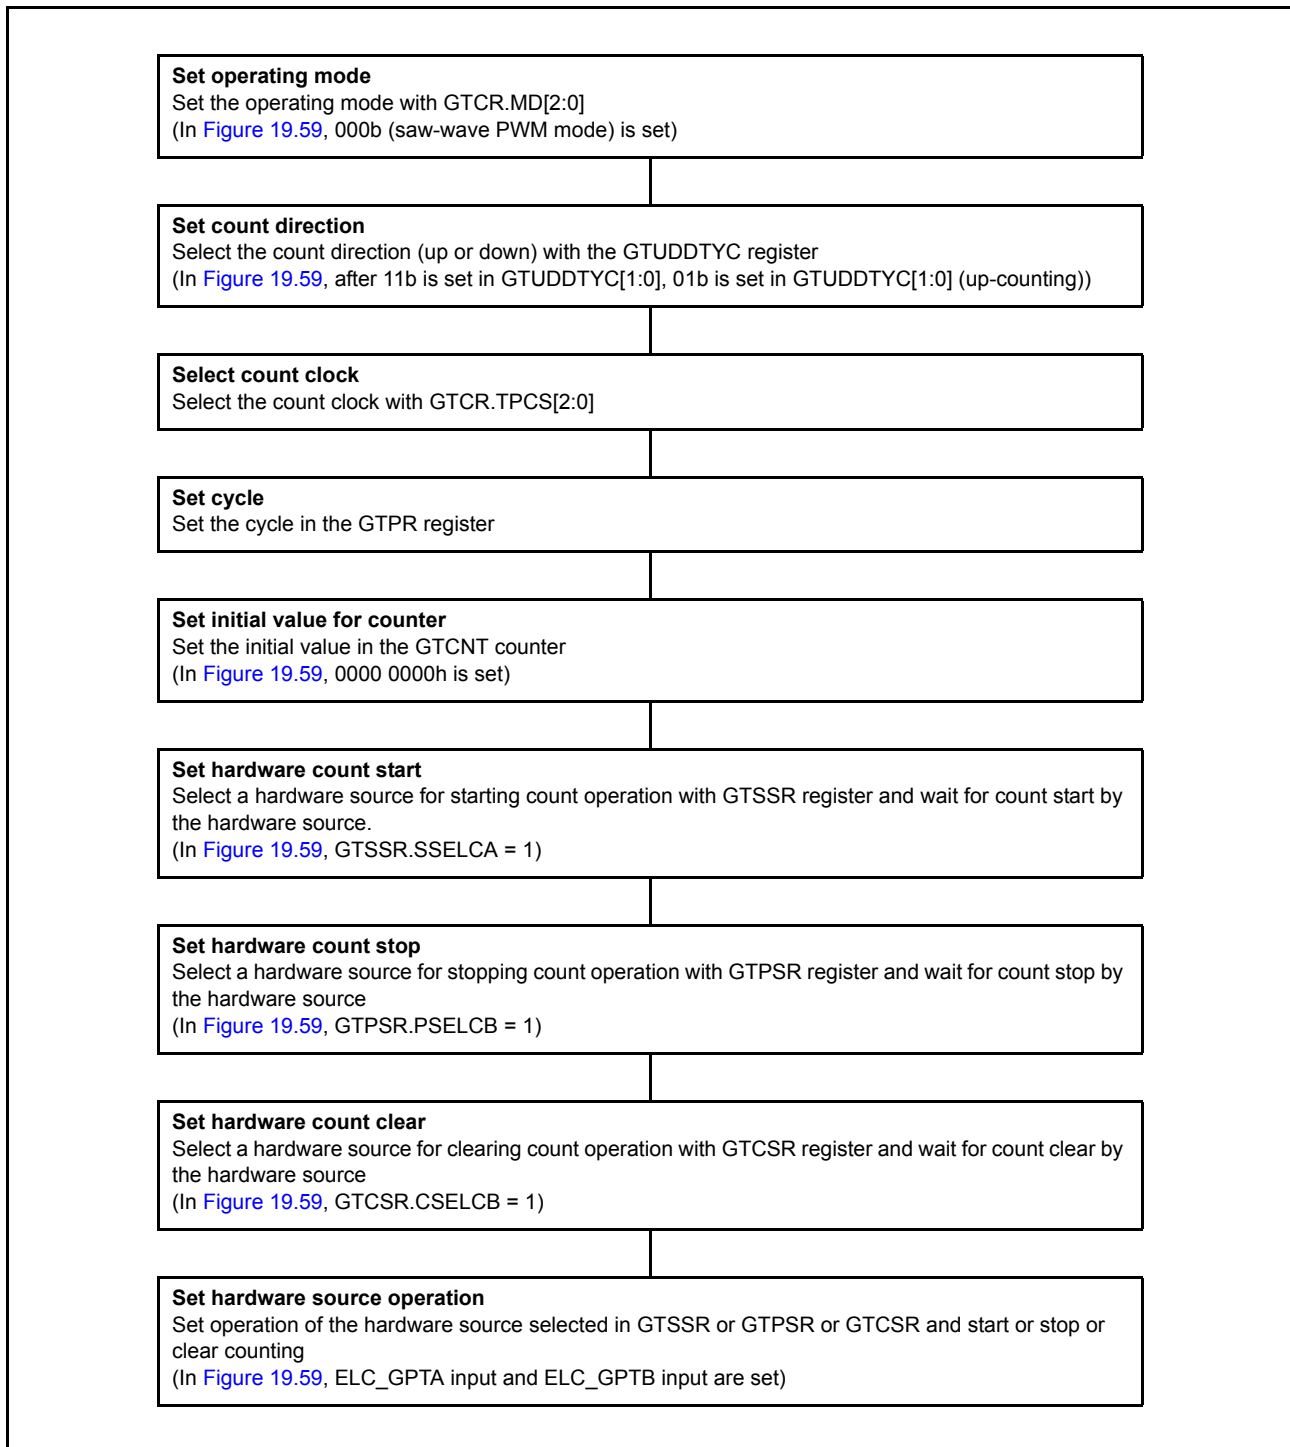 Set operating mode
Set the operating mode with GTCR.MD[2:0]
(In Figure 19.59, 000b (saw-wave PWM mode) is set)
Set count direction
Select the count direction (up or down) with the GTUDDTYC register
(In Figure 19.59, after 11b is set in GTUDDTYC[1:0], 01b is set in GTUDDTYC[1:0] (up-counting))
Select count clock
Select the count clock with GTCR.TPCS[2:0]
Set cycle
Set the cycle in the GTPR register
Set initial value for counter
Set the initial value in the GTCNT counter
(In Figure 19.59, 0000 0000h is set)
Set hardware count start
Select a hardware source for starting count operation with GTSSR register and wait for count start by
the hardware source.
(In Figure 19.59, GTSSR.SSELCA = 1)
Set hardware count stop
Select a hardware source for stopping count operation with GTPSR register and wait for count stop by
the hardware source
(In Figure 19.59, GTPSR.PSELCB = 1)
Set hardware count clear
Select a hardware source for clearing count operation with GTCSR register and wait for count clear by
the hardware source
(In Figure 19.59, GTCSR.CSELCB = 1)
Set hardware source operation
Set operation of the hardware source selected in GTSSR or GTPSR or GTCSR and start or stop or
clear counting
(In Figure 19.59, ELC_GPTA input and ELC_GPTB input are set)